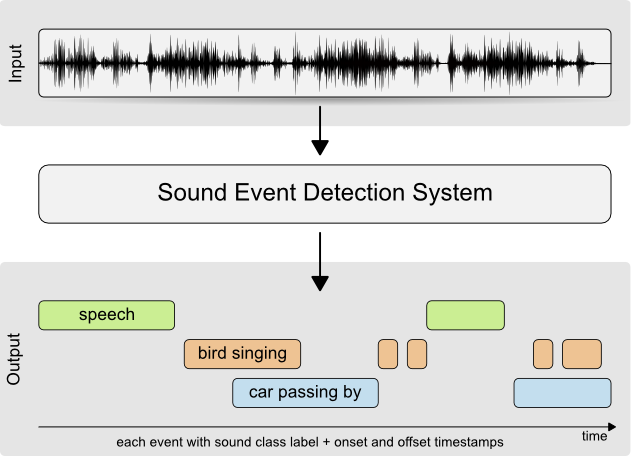 Input
Sound Event Detection System
Output
speech
bird singing
car passing by
time
each event with sound class label + onset and offset timestamps